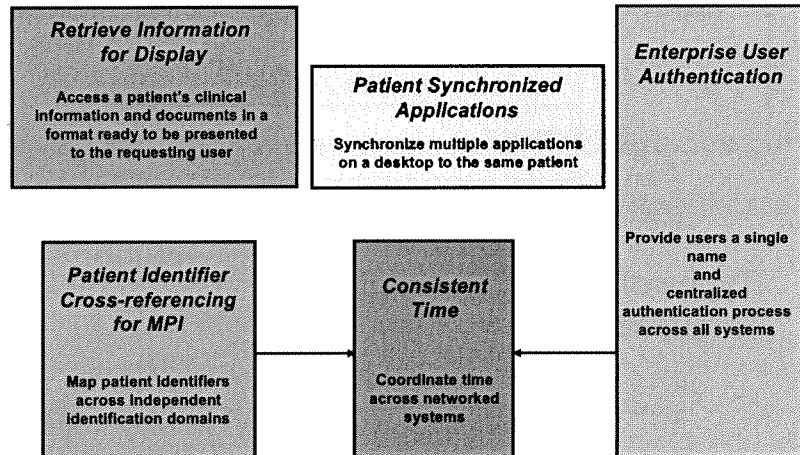 Retrieve Information
for Display
Access a patient's clinical
information and documents in a
format ready to be presented
to the requesting user
Patient Synchronized
Applications
Synchronize multiple applications
on a desktop to the same patient
Enterprise User
Authentication
Provide users a single
name
and
centralized
authentication process
across all systems
Patient Identifier
Cross-referencing
for MPI
Map patient identifiers
across independent
identification domains
Consistent
Time
Coordinate time
across networked
systems